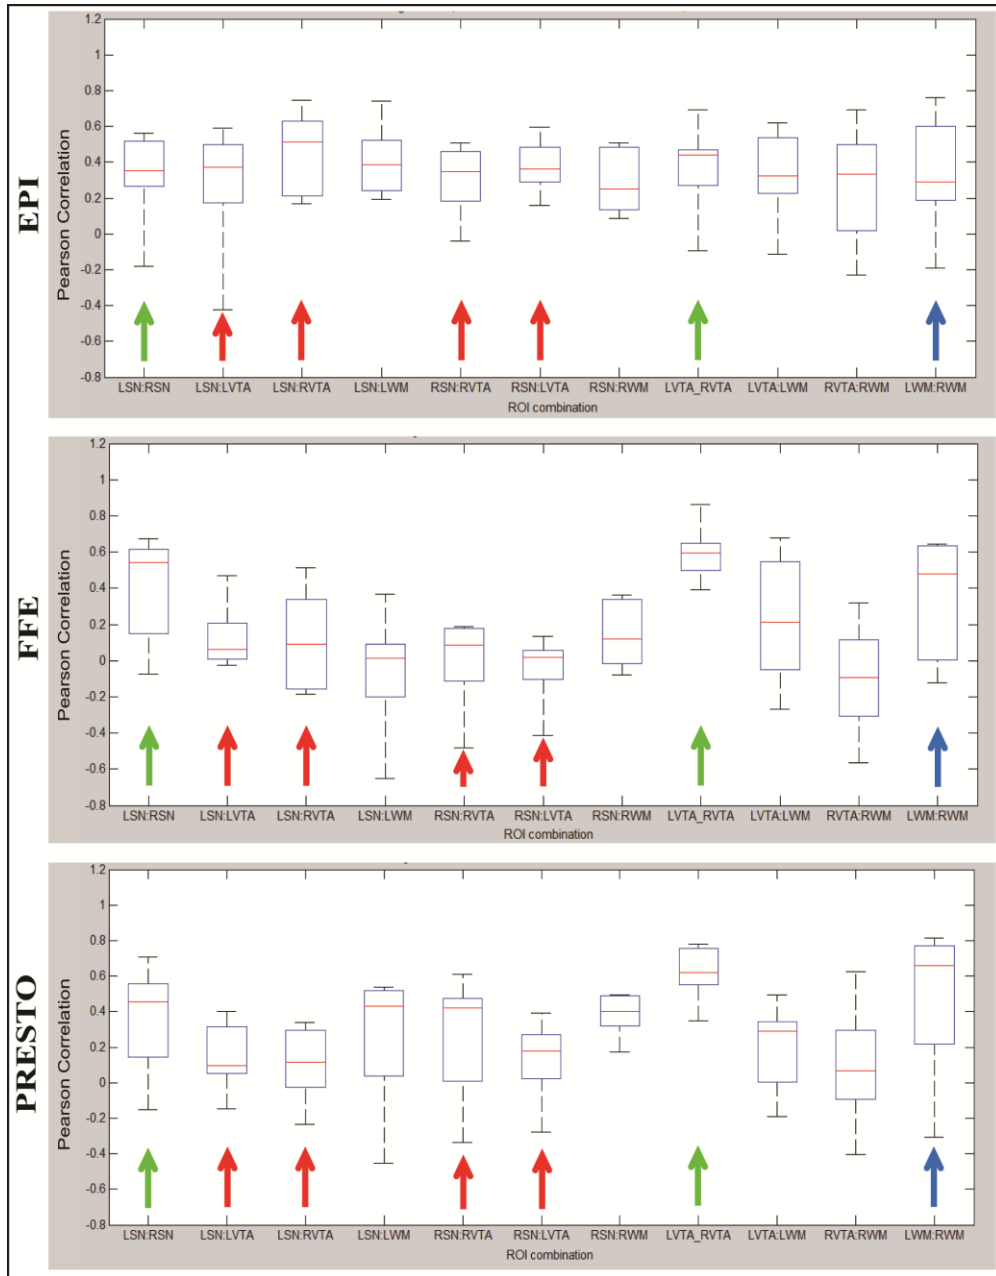 EPI
Pearson Correlation
1.2
1
0.8
0.6
0.4
0.2
0
-0.2
-0.4
-0.6
-0.8
LSN:RSN LSN:LVTA LSN:RVTA LSN:LWM RSN:RVTA RSN:LVTA RSN:RWM LVTA_RVTA LVTA:LWM RVTA:RWM LWM:RWM
ROI combination
FFE
Pearson Correlation
1.2
1
0.8
0.6
0.4
0.2
0
-0.2
-0.4
-0.6
-0.8
LSN:RSN LSN:LVTA LSN:RVTA LSN:LWM RSN:RVTA RSN:LVTA RSN:RWM LVTA_RVTA LVTA:LWM RVTA:RWM LWM:RWM
ROI combination
PRESTO
Pearson Correlation
1.2
1
0.8
0.6
0.4
0.2
0
-0.2
-0.4
-0.6
-0.8
LSN:RSN LSN:LVTA LSN:RVTA LSN:LWM RSN:RVTA RSN:LVTA RSN:RWM LVTA_RVTA LVTA:LWM RVTA:RWM LWM:RWM
ROI combination